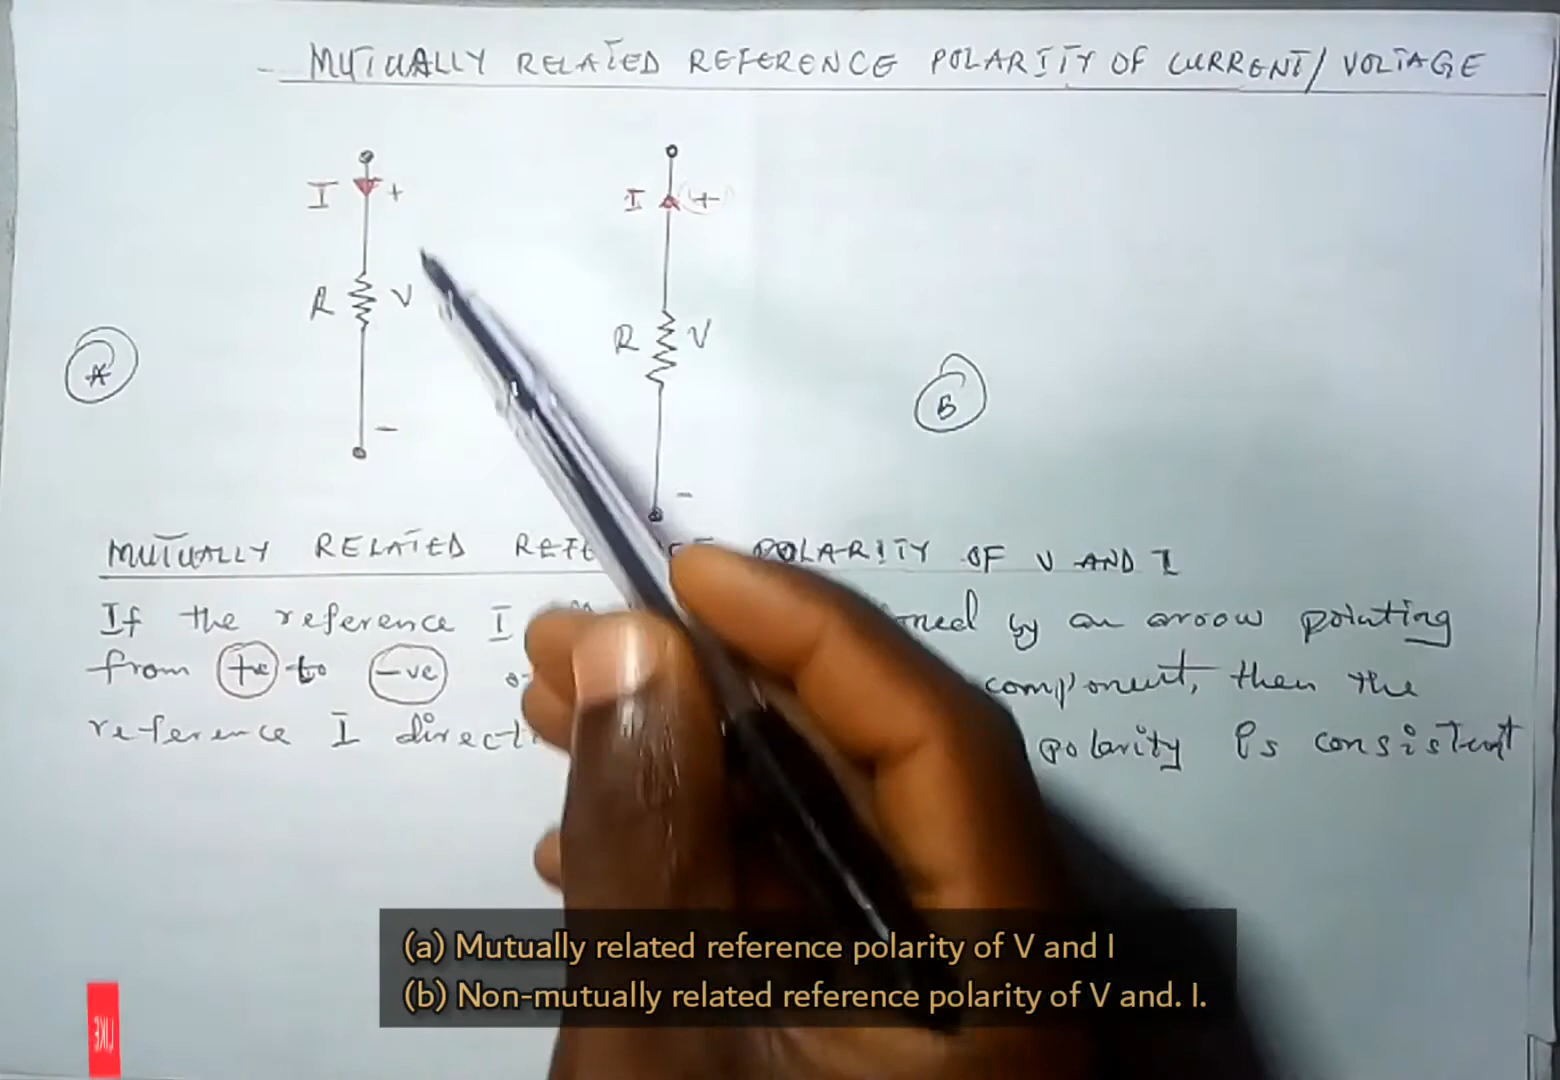 MUTUALLY RELATED REFERENCE POLARITY OF CURRENT/ VOLTAGE
I +
I (+)
R V
R V
A
B
-
-
MUTUALLY RELATED POLARITY OF V AND I
If the reference I by an arrow pointing
from +ve to -ve component, then the
reference I polarity is consistent
(a) Mutually related reference polarity of V and I
(b) Non-mutually related reference polarity of V and. I.
LIKE